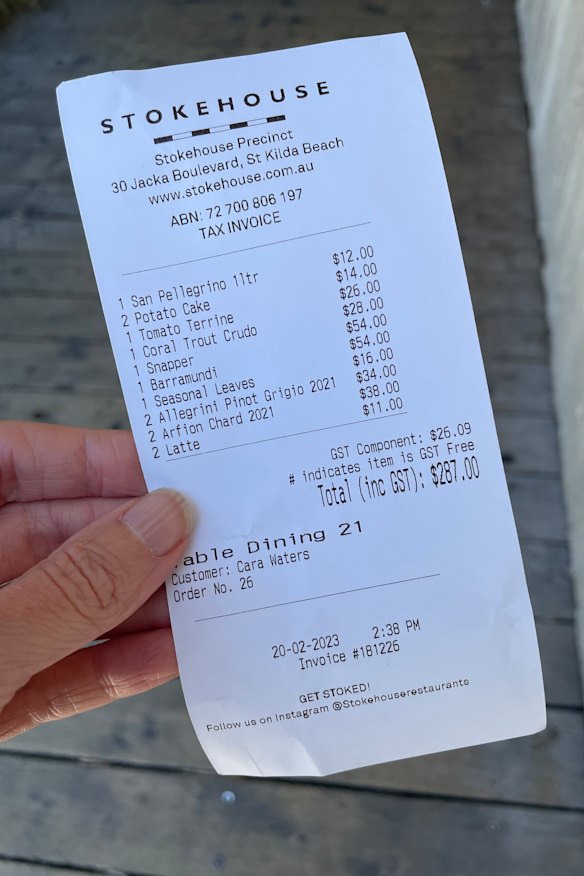 STOKEHOUSE
Stokehouse Precinct
30 Jacka Boulevard, St Kilda Beach
www.stokehouse.com.au
ABN: 72 700 806 197
TAX INVOICE
1 San Pellegrino 1ltr $12.00
2 Potato Cake $14.00
1 Tomato Terrine $26.00
1 Coral Trout Crudo $28.00
1 Snapper $54.00
1 Barramundi $54.00
1 Seasonal Leaves $16.00
2 Allegrini Pinot Grigio 2021 $34.00
2 Arfion Chard 2021 $38.00
2 Latte $11.00
GST Component: $26.09
# indicates item is GST Free
Total (inc GST): $287.00
able Dining 21
Customer: Cara Waters
Order No. 26
20-02-2023 2:38 PM
Invoice #181226
GET STOKED!
Follow us on Instagram @Stokehouserestaurants